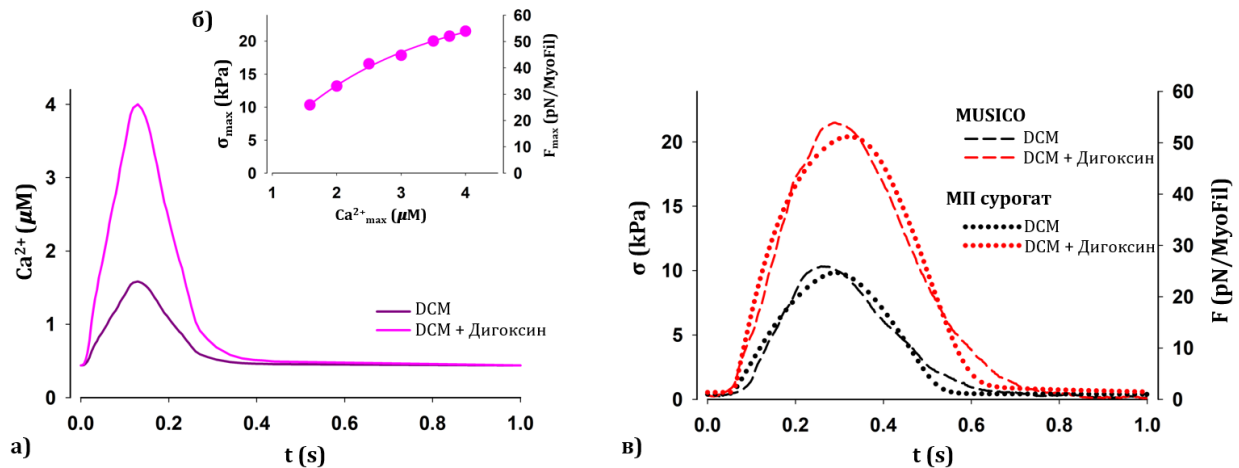 б)
σmax (kPa)
25
20
15
10
5
0
1
2
3
4
Ca²⁺max (μM)
60
50
40
30
20
10
0
Fmax (pN/MyoFil)
Ca²⁺ (μM)
4
3
2
1
0
DCM
DCM + Дигоксин
0.0
0.2
0.4
0.6
0.8
1.0
t (s)
а)
σ (kPa)
20
15
10
5
0
MUSICO
DCM
DCM + Дигоксин
МП сурогат
DCM
DCM + Дигоксин
60
50
40
30
20
10
0
F (pN/MyoFil)
0.0
0.2
0.4
0.6
0.8
1.0
t (s)
в)